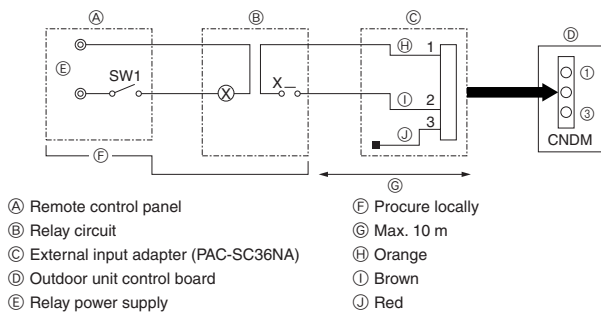 Ⓐ Ⓑ Ⓒ Ⓓ
Ⓔ SW1 X X Ⓗ 1 ①
Ⓘ 2
Ⓙ 3 ③
CNDM
Ⓕ
Ⓖ
Ⓐ Remote control panel
Ⓑ Relay circuit
Ⓒ External input adapter (PAC-SC36NA)
Ⓓ Outdoor unit control board
Ⓔ Relay power supply
Ⓕ Procure locally
Ⓖ Max. 10 m
Ⓗ Orange
Ⓘ Brown
Ⓙ Red